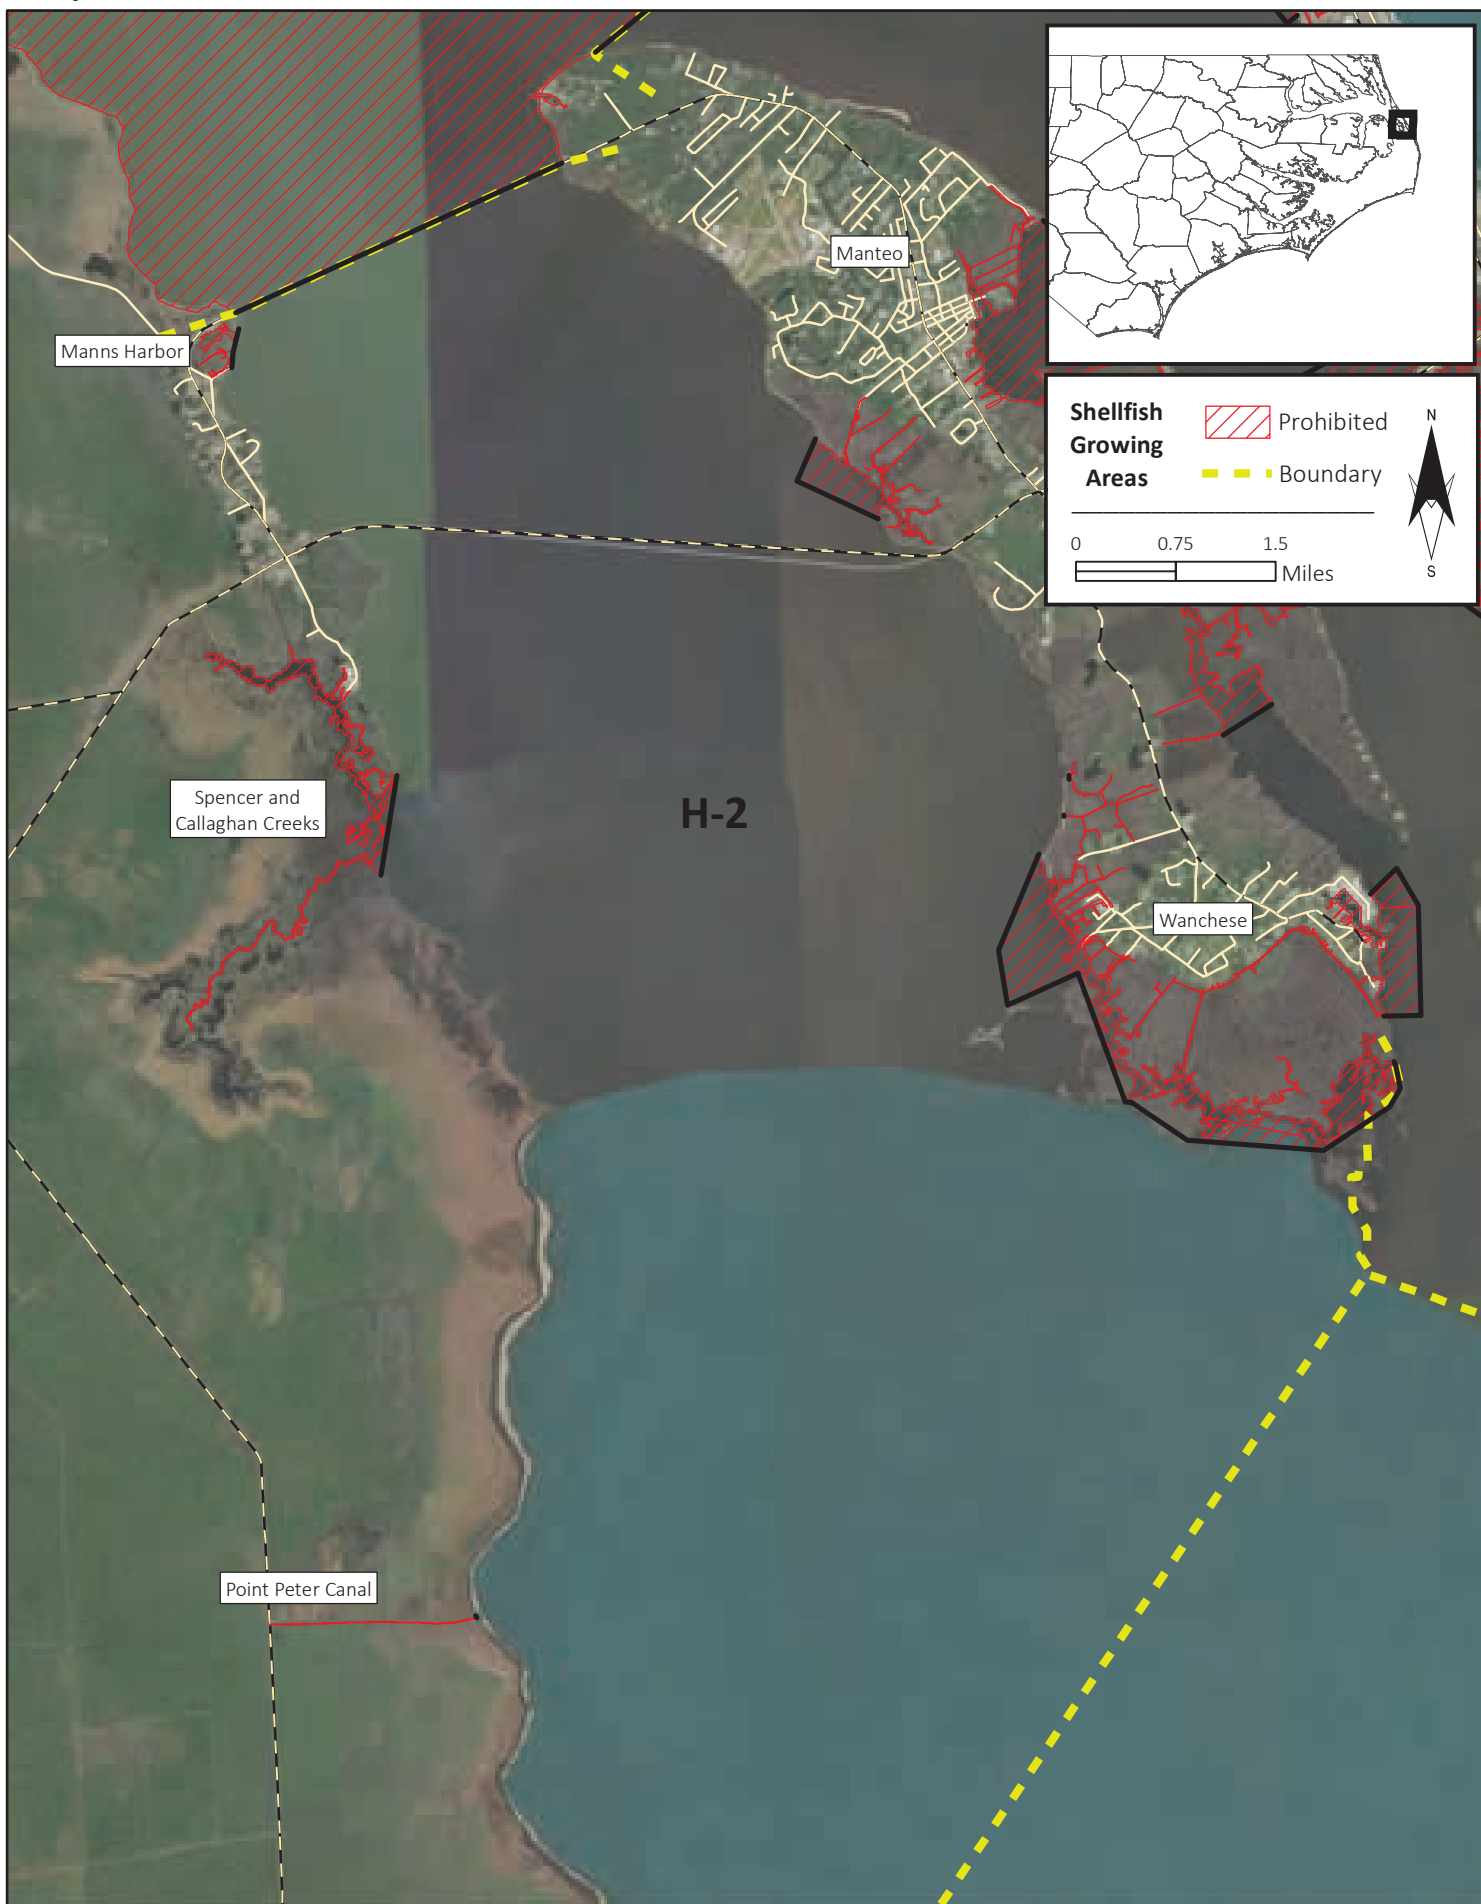 Manteo
Manns Harbor
Shellfish
Growing
Areas
Prohibited
Boundary
N
S
0 0.75 1.5
Miles
Spencer and
Callaghan Creeks
H-2
Wanchese
Point Peter Canal